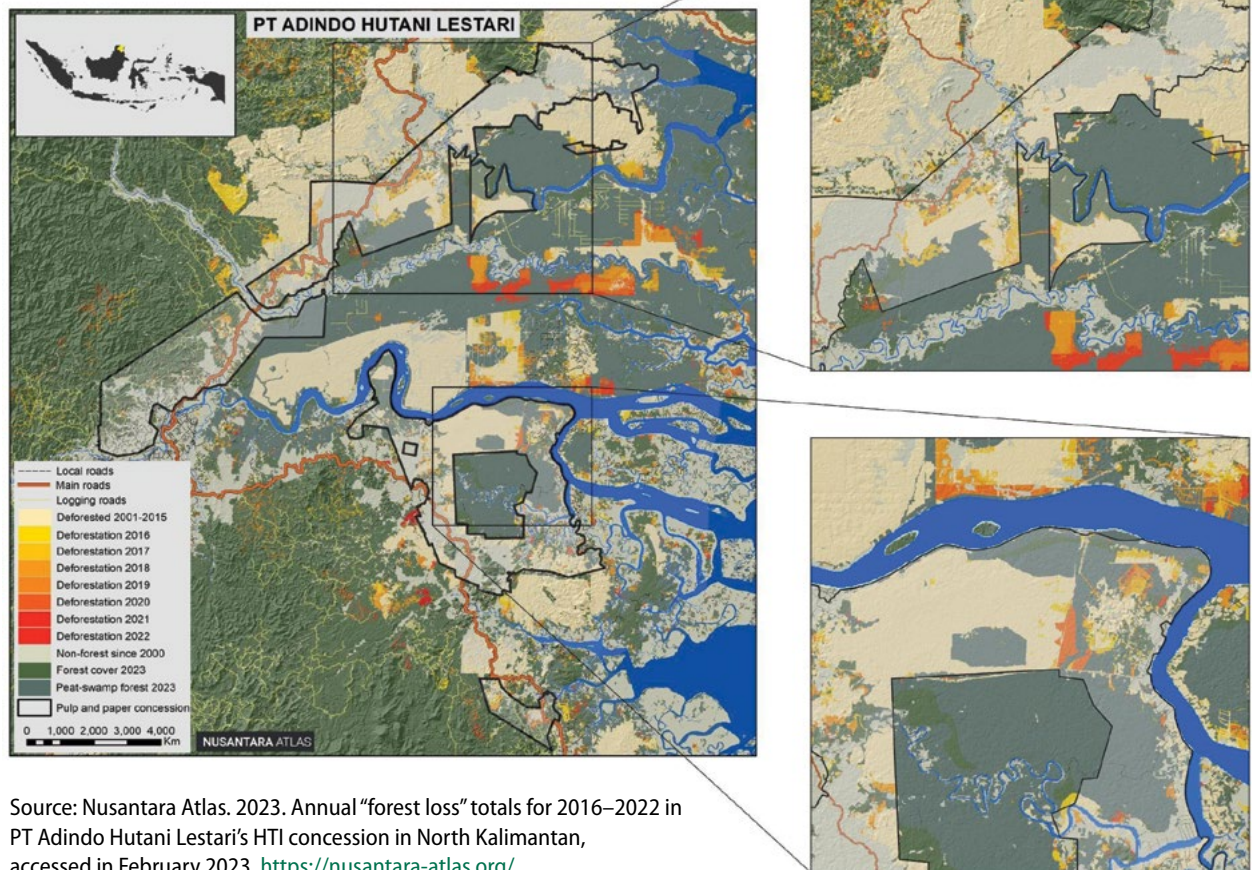 PT ADINDO HUTANI LESTARI
Local roads
Main roads
Logging roads
Deforested 2001-2015
Deforestation 2016
Deforestation 2017
Deforestation 2018
Deforestation 2019
Deforestation 2020
Deforestation 2021
Deforestation 2022
Non-forest since 2000
Forest cover 2023
Peat-swamp forest 2023
Pulp and paper concession
0 1,000 2,000 3,000 4,000
Km
NUSANTARA ATLAS
Source: Nusantara Atlas. 2023. Annual “forest loss” totals for 2016–2022 in
PT Adindo Hutani Lestari’s HTI concession in North Kalimantan,
accessed in February 2023. https://nusantara-atlas.org/